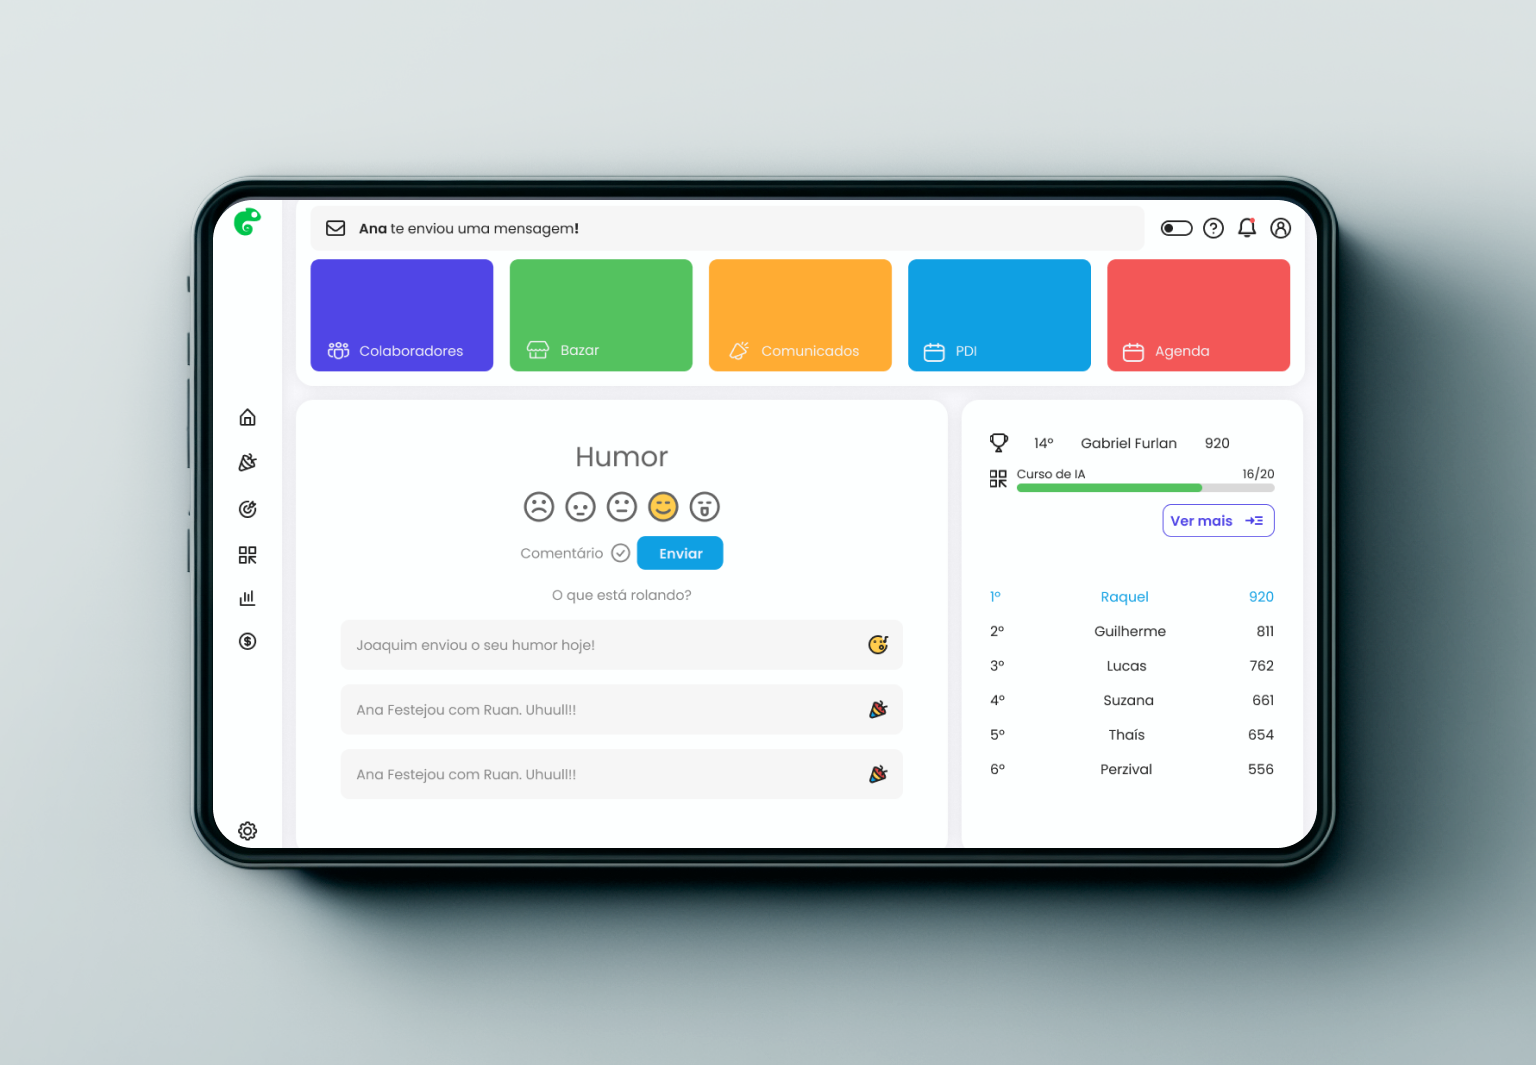 Ana te enviou uma mensagem!
Colaboradores
Bazar
Comunicados
PDI
Agenda
Humor
Comentário
Enviar
O que está rolando?
Joaquim enviou o seu humor hoje!
Ana Festejou com Ruan. Uhuull!!
Ana Festejou com Ruan. Uhuull!!
14º Gabriel Furlan 920
Curso de IA 16/20
Ver mais
1º Raquel 920
2º Guilherme 811
3º Lucas 762
4º Suzana 661
5º Thaís 654
6º Perzival 556